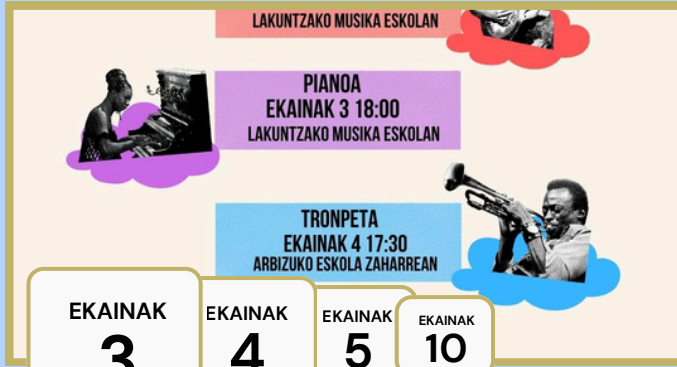 LAKUNTZAKO MUSIKA ESKOLAN
PIANOA
EKAINAK 3 18:00
LAKUNTZAKO MUSIKA ESKOLAN
TRONPETA
EKAINAK 4 17:30
ARBIZUKO ESKOLA ZAHARREAN
EKAINAK
3
EKAINAK
4
EKAINAK
5
EKAINAK
10